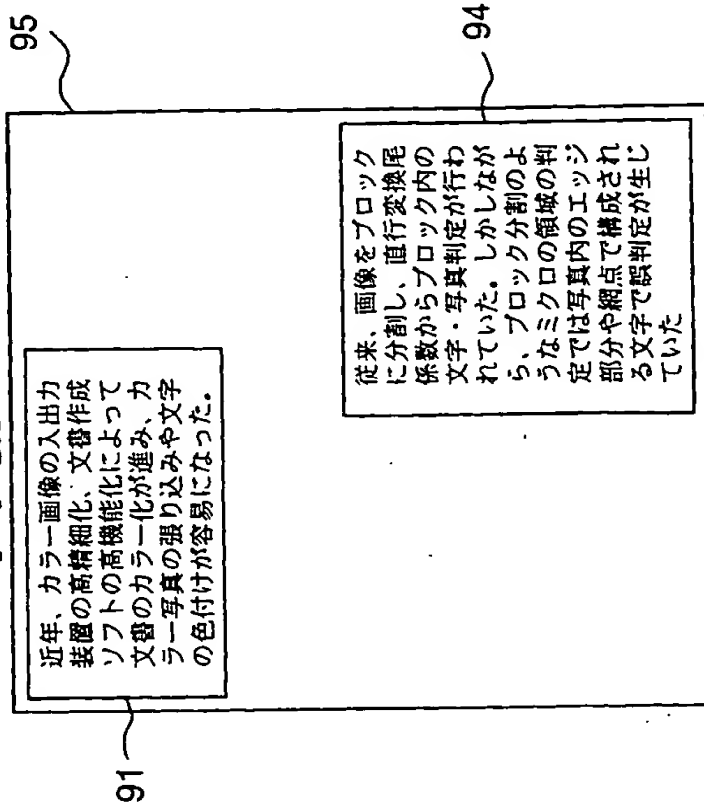 95
近年、カラー画像の入出力
装置の高精細化、文書作成
ソフトの高機能化によって
文書のカラー化が進み、カ
ラー写真の張り込みや文字
の色付けが容易になった。
91
従来、画像をブロック
に分割し、直行変換尾
係数からブロック内の
文字・写真判定が行わ
れていた。しかしなが
ら、ブロック分割のよ
うなミクロの領域の判
定では写真内のエッジ
部分や網点で構成され
る文字で誤判定が生じ
ていた
94